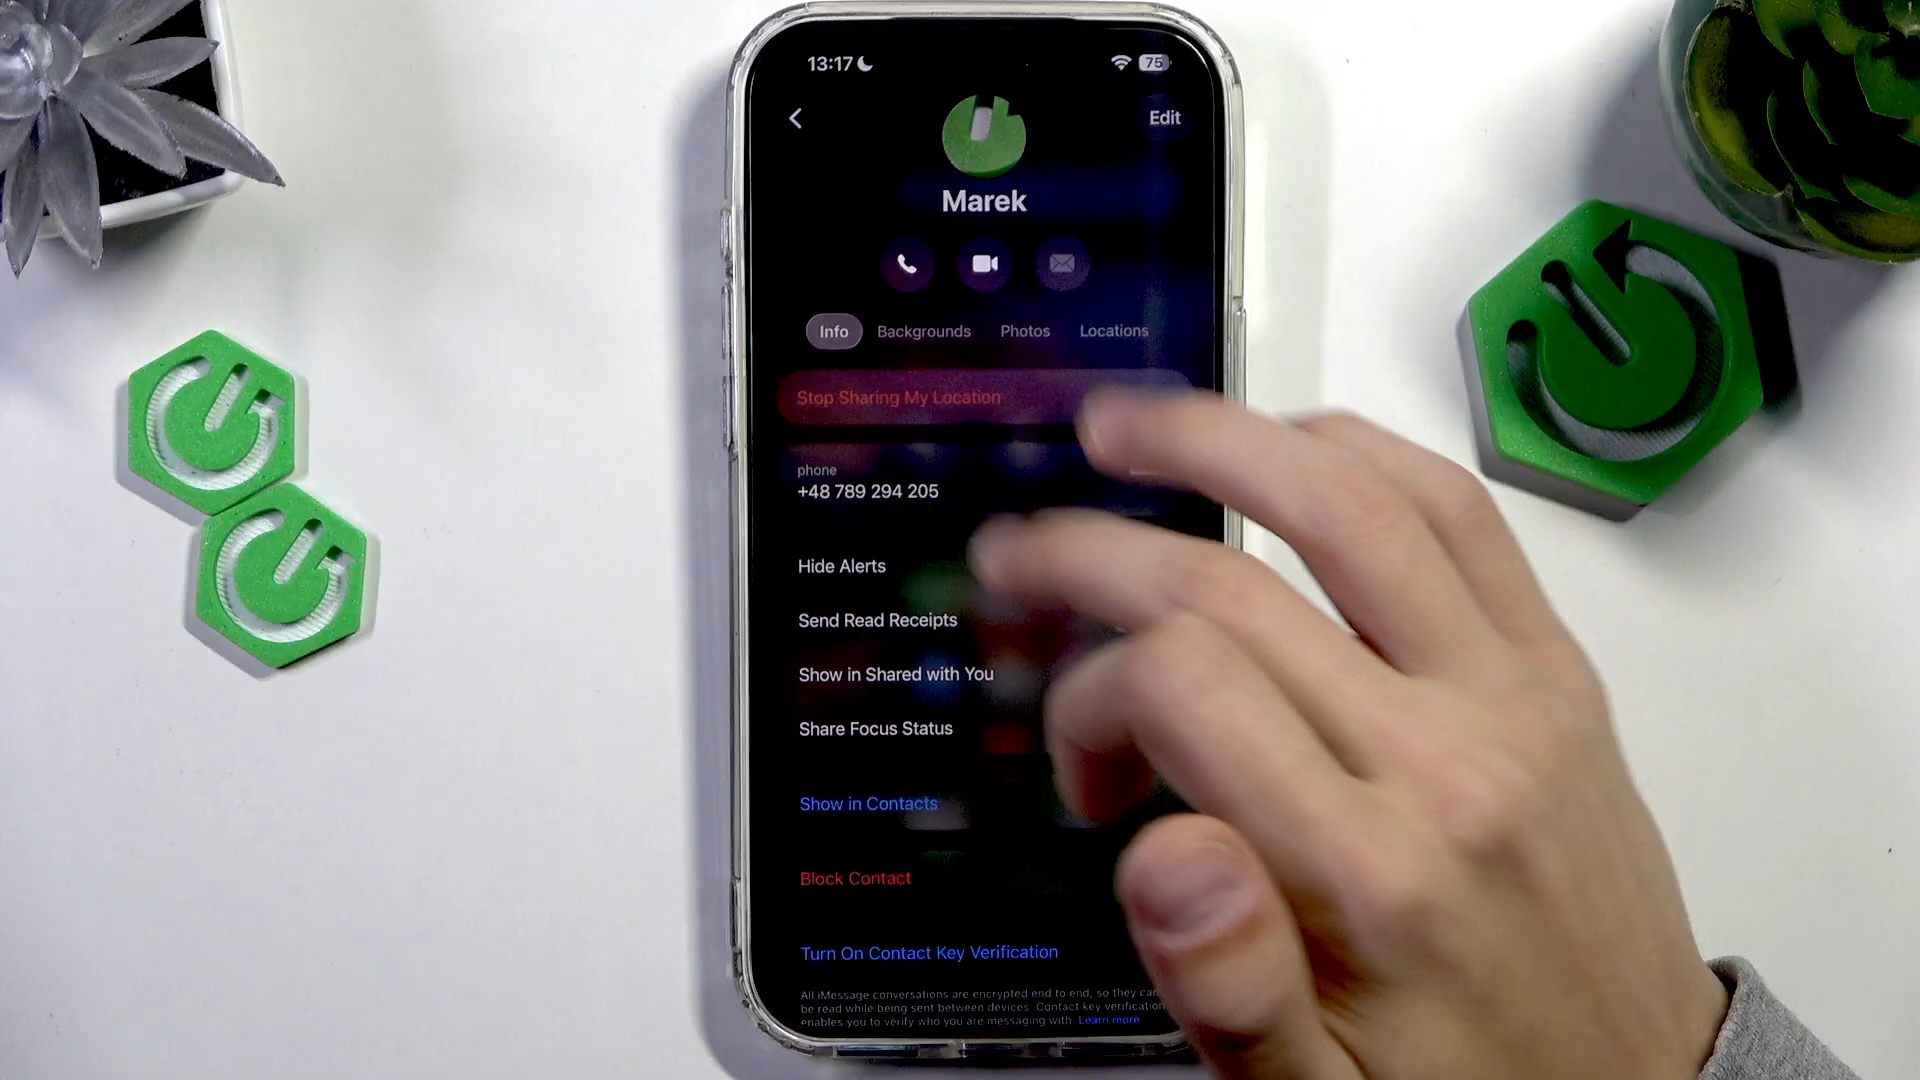 13:17
75
Edit
Marek
Info Backgrounds Photos Locations
Stop Sharing My Location
phone
+48 789 294 205
Hide Alerts
Send Read Receipts
Show in Shared with You
Share Focus Status
Show in Contacts
Block Contact
Turn On Contact Key Verification
All iMessage conversations are encrypted end to end, so they can
be read while being sent between devices. Contact key verification
enables you to verify who you are messaging with. Learn more